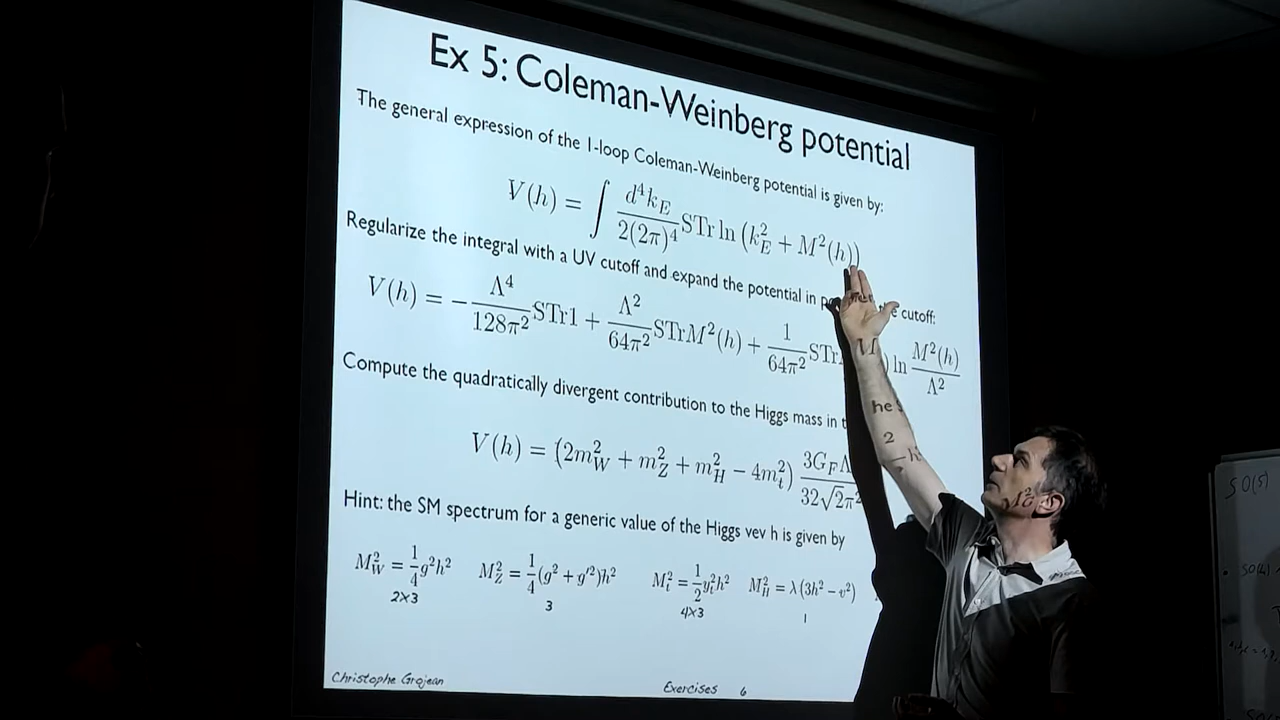 Ex 5: Coleman-Weinberg potential
The general expression of the 1-loop Coleman-Weinberg potential is given by:
V(h) = ∫ d⁴k_E / 2(2π)⁴ STr ln (k_E² + M²(h))
Regularize the integral with a UV cutoff and expand the potential in cutoff:
V(h) = − Λ⁴/128π² STr1 + Λ²/64π² STrM²(h) + 1/64π² STr ln M²(h)/Λ²
Compute the quadratically divergent contribution to the Higgs mass in
V(h) = (2m_W² + m_Z² + m_H² − 4m_t²) 3G_FΛ / 32√2π²
Hint: the SM spectrum for a generic value of the Higgs vev h is given by
M_W² = 1/4 g²h² M_Z² = 1/4 (g² + g′²)h² M_t² = 1/2 y_t²h² M_H² = λ(3h² − v²)
2×3 3 4×3 1
Christophe Grojean Exercises 6
SO(5)